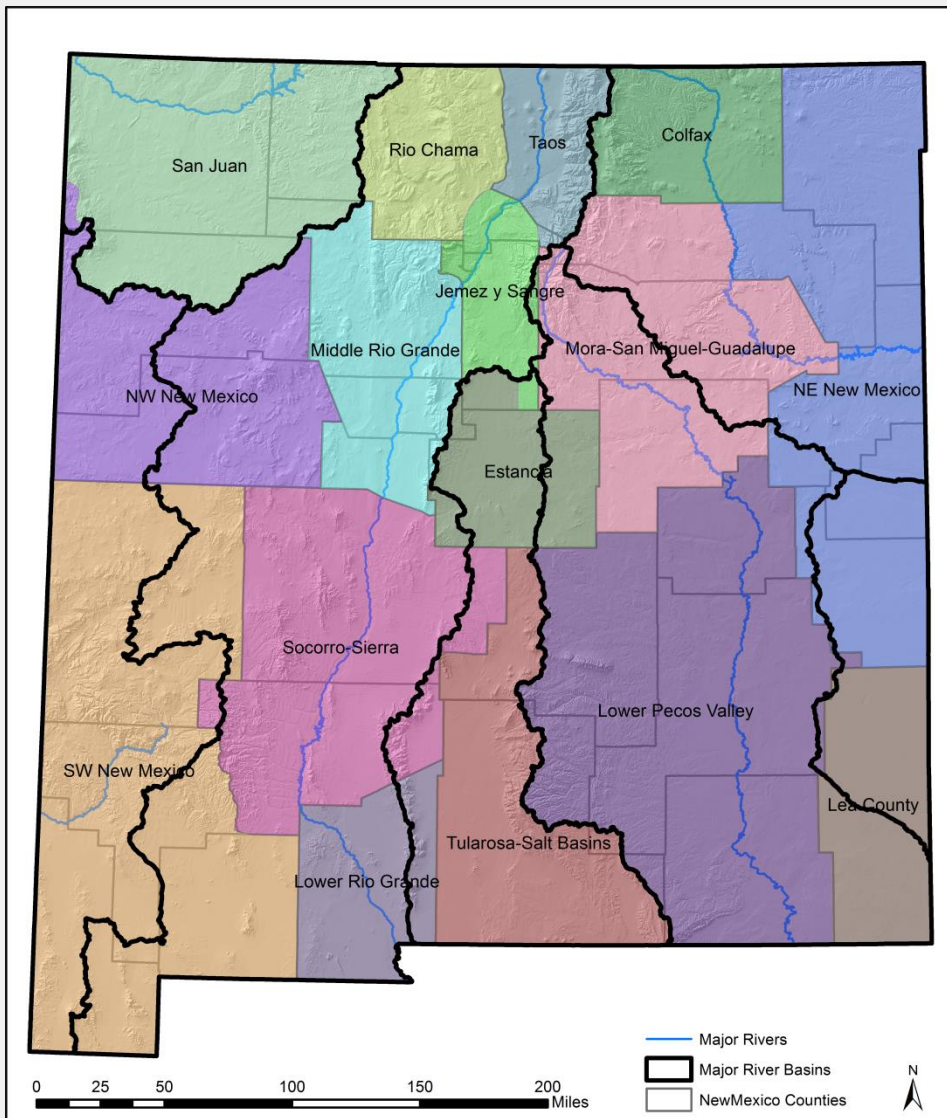 San Juan
Rio Chama
Taos
Colfax
Jemez y Sangre
Middle Rio Grande
Mora-San Miguel-Guadalupe
NW New Mexico
NE New Mexico
Estancia
Socorro-Sierra
Lower Pecos Valley
SW New Mexico
Lea County
Tularosa-Salt Basins
Lower Rio Grande
Major Rivers
Major River Basins
NewMexico Counties
N
0 25 50 100 150 200
Miles